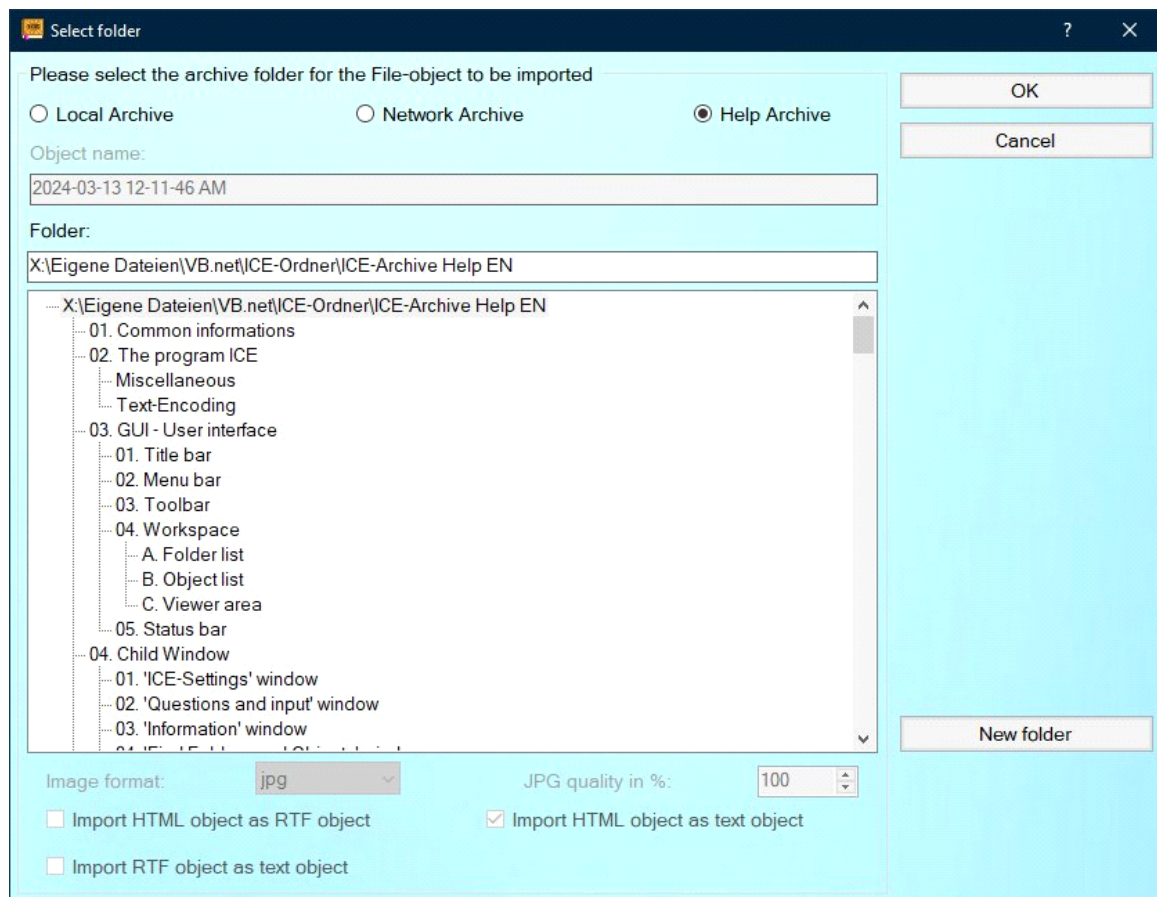 Select folder
Please select the archive folder for the File-object to be imported
Local Archive Network Archive Help Archive
OK
Cancel
Object name:
2024-03-13 12-11-46 AM
Folder:
X:\Eigene Dateien\VB.net\ICE-Ordner\ICE-Archive Help EN
X:\Eigene Dateien\VB.net\ICE-Ordner\ICE-Archive Help EN
01. Common informations
02. The program ICE
Miscellaneous
Text-Encoding
03. GUI - User interface
01. Title bar
02. Menu bar
03. Toolbar
04. Workspace
A. Folder list
B. Object list
C. Viewer area
05. Status bar
04. Child Window
01. 'ICE-Settings' window
02. 'Questions and input' window
03. 'Information' window
New folder
Image format: jpg JPG quality in %: 100
Import HTML object as RTF object Import HTML object as text object
Import RTF object as text object